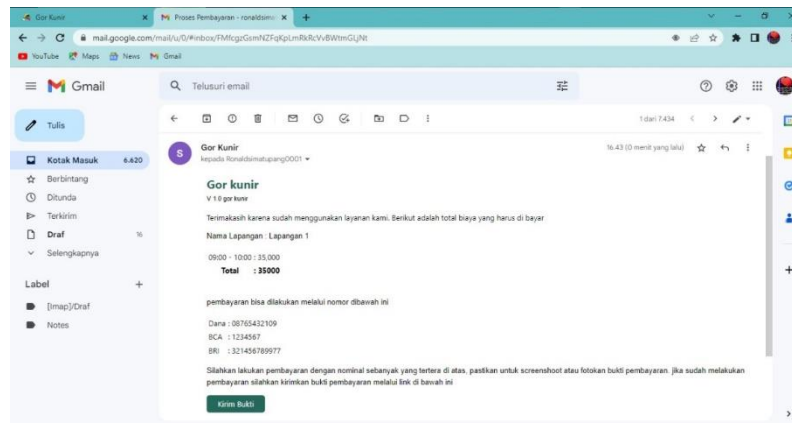 Gor Kunir
Proses Pembayaran - ronaldsima
mail.google.com/mail/u/0/#inbox/FMfcgzGsmNZFqKpLmRkRcVvBWtmGLjNt
YouTube Maps News Gmail
Gmail
Telusuri email
Tulis
1 dari 7.434
Kotak Masuk 6.620
Berbintang
Ditunda
Terkirim
Draf 16
Selengkapnya
Label
[Imap]/Draf
Notes
S
Gor Kunir
16.43 (0 menit yang lalu)
kepada Ronaldsimatupang0001
Gor kunir
V 1.0 gor kunir
Terimakasih karena sudah menggunakan layanan kami. Berikut adalah total biaya yang harus di bayar
Nama Lapangan : Lapangan 1
09:00 - 10:00 : 35,000
Total : 35000
pembayaran bisa dilakukan melalui nomor dibawah ini
Dana : 08765432109
BCA : 1234567
BRI : 321456789977
Silahkan lakukan pembayaran dengan nominal sebanyak yang tertera di atas, pastikan untuk screenshoot atau fotokan bukti pembayaran. jika sudah melakukan
pembayaran silahkan kirimkan bukti pembayaran melalui link di bawah ini
Kirim Bukti